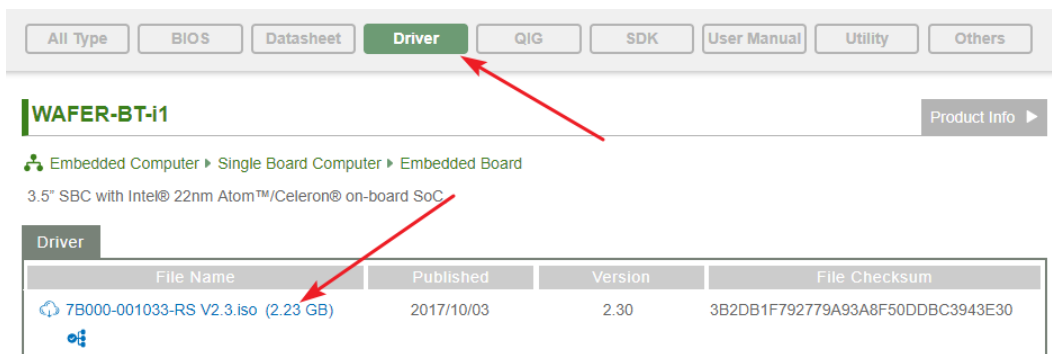 All Type BIOS Datasheet Driver QIG SDK User Manual Utility Others
WAFER-BT-i1
Product Info
Embedded Computer Single Board Computer Embedded Board
3.5" SBC with Intel® 22nm Atom™/Celeron® on-board SoC
Driver
File Name Published Version File Checksum
7B000-001033-RS V2.3.iso (2.23 GB) 2017/10/03 2.30 3B2DB1F792779A93A8F50DDBC3943E30